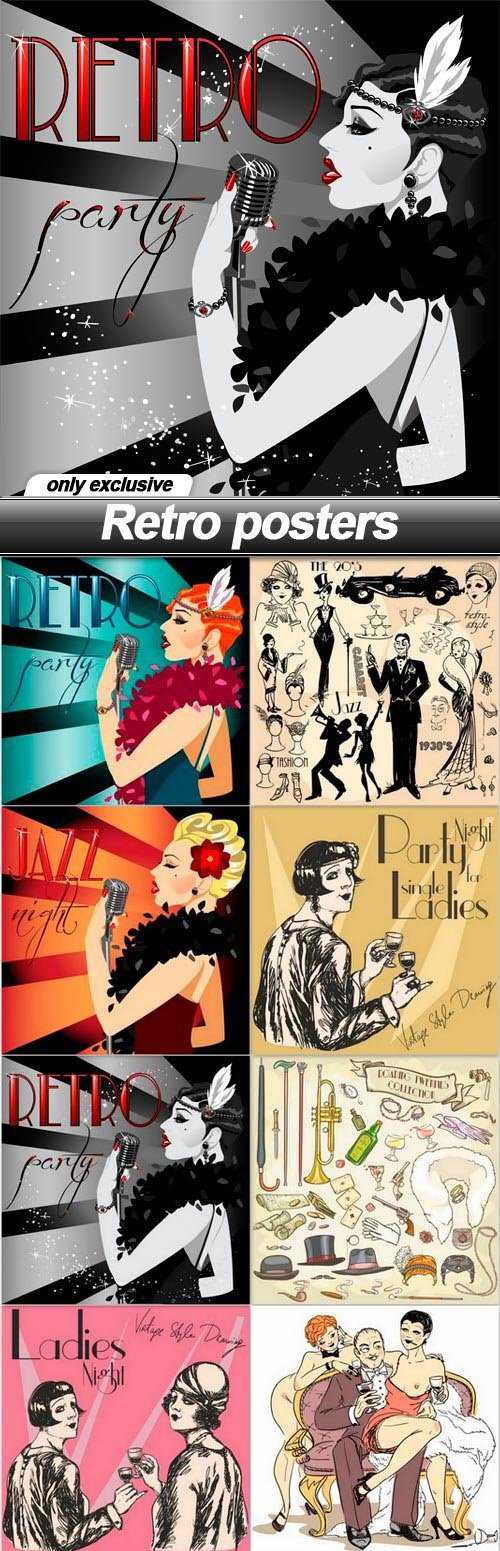 RETRO
party
only exclusive
Retro posters
RETRO
party
THE 20'S
retro-
style
CABARET
Jazz
1930'S
FASHION
JAZZ
night
Party Night
for
single
Ladies
Vintage Style Drawing
RETRO
party
ROARING TWENTIES
COLLECTION
Ladies
Night
Vintage Style Drawing